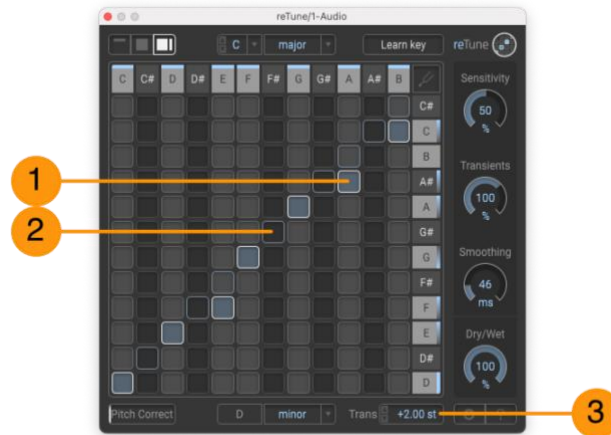 reTune/1-Audio
C major Learn key reTune
C C# D D# E F F# G G# A A# B
C#
C
B
A#
A
G#
G
F#
F
E
D#
D
Sensitivity
50
%
Transients
100
%
Smoothing
46
ms
Dry/Wet
100
%
Pitch Correct D minor Trans +2.00 st ?
1
2
3